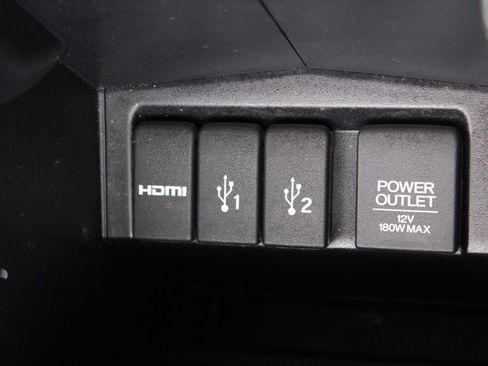 HDMI
1
2
POWER
OUTLET
12V
180W MAX